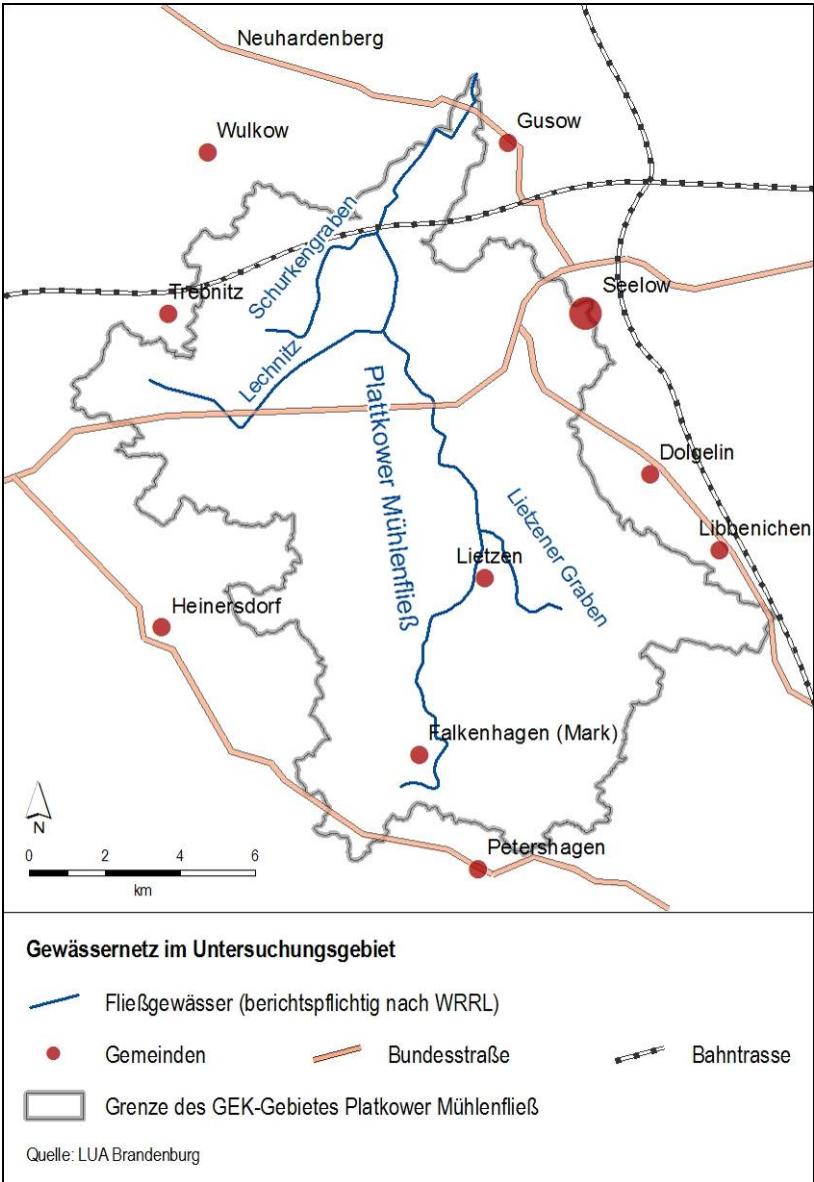 Neuhardenberg
Wulkow
Gusow
Schurkengraben
Trebnitz
Seelow
Lechnitz
Plattkower Mühlenfließ
Dolgelin
Lietzener Graben
Libbenichen
Lietzen
Heinersdorf
Falkenhagen (Mark)
Petershagen
N
0 2 4 6
km
Gewässernetz im Untersuchungsgebiet
Fließgewässer (berichtspflichtig nach WRRL)
Gemeinden Bundesstraße Bahntrasse
Grenze des GEK-Gebietes Platkower Mühlenfließ
Quelle: LUA Brandenburg